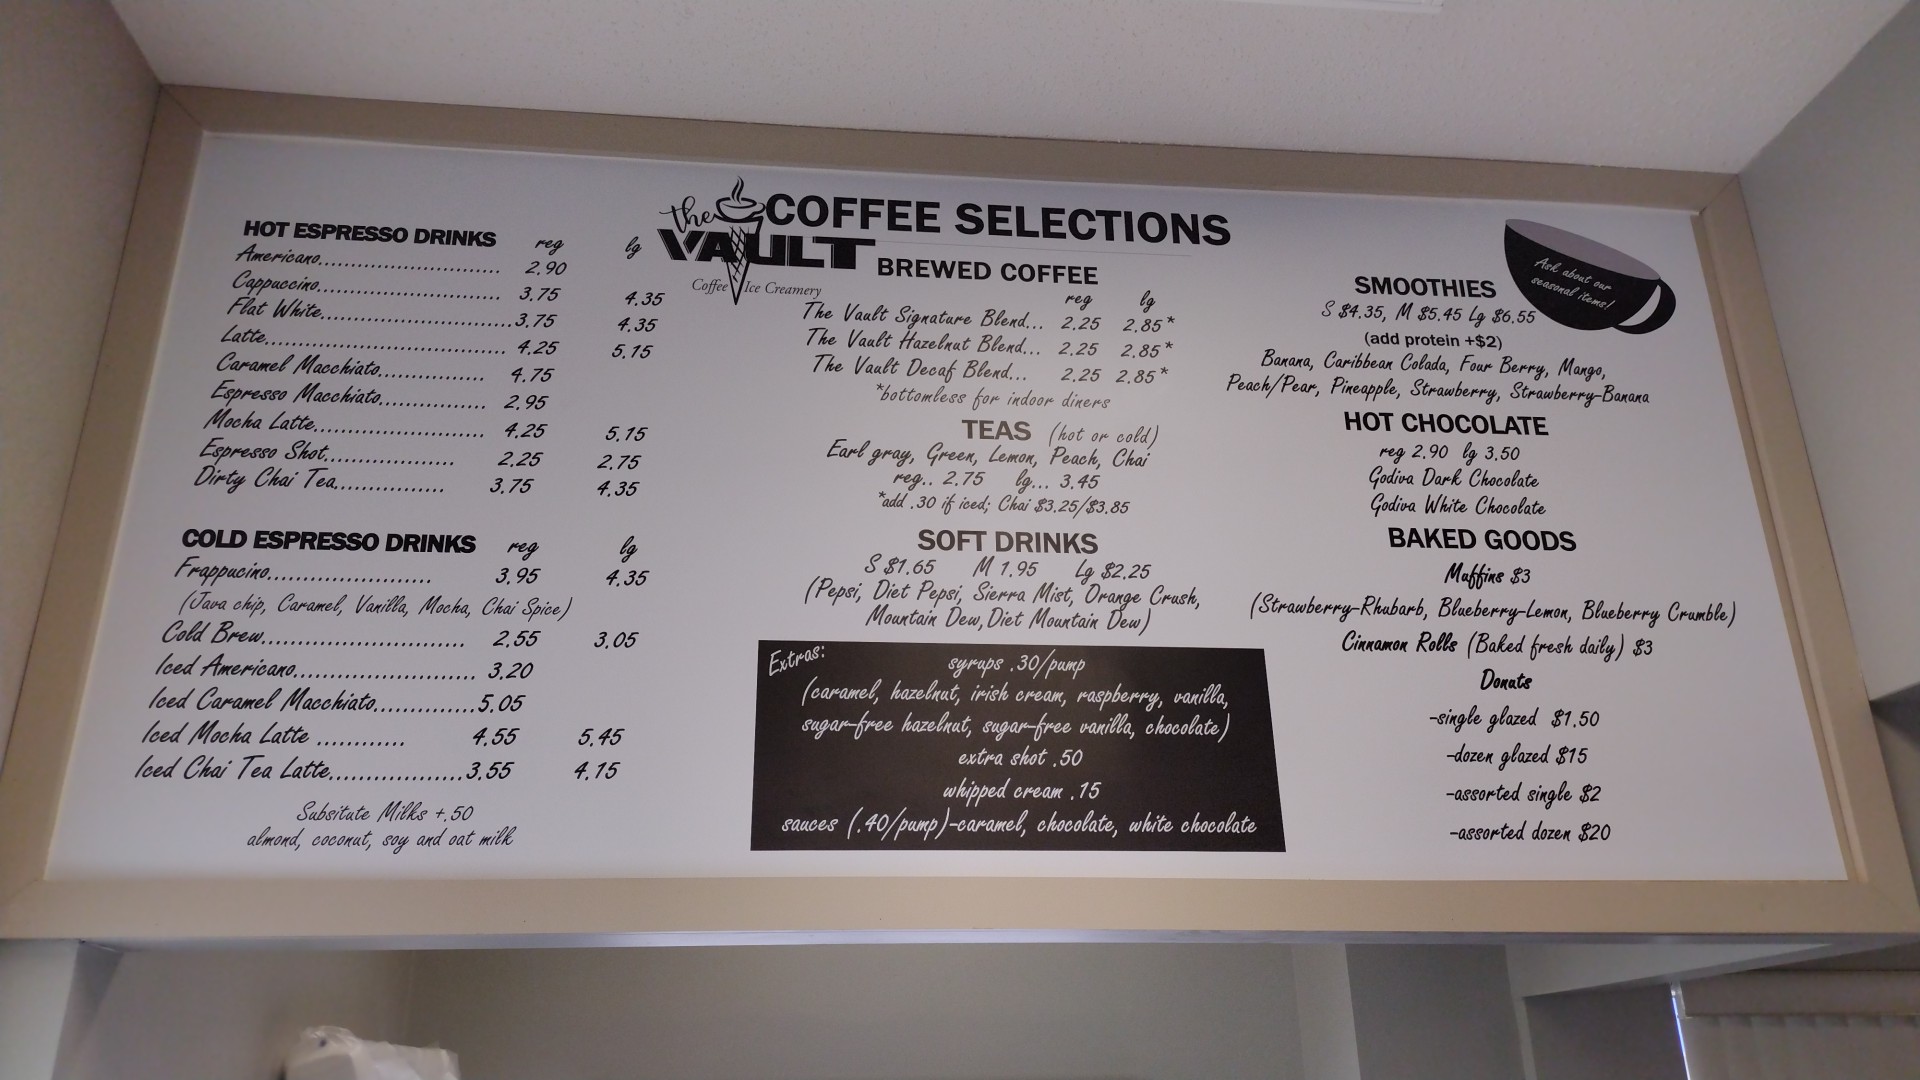 the VAULT
Coffee Ice Creamery
COFFEE SELECTIONS
HOT ESPRESSO DRINKS reg lg
Americano............................ 2.90
Cappuccino............................ 3.75 4.35
Flat White.............................3.75 4.35
Latte..................................... 4.25 5.15
Caramel Macchiato................ 4.75
Espresso Macchiato................ 2.95
Mocha Latte.......................... 4.25 5.15
Espresso Shot.................... 2.25 2.75
Dirty Chai Tea................. 3.75 4.35
COLD ESPRESSO DRINKS reg lg
Frappucino......................... 3.95 4.35
(Java chip, Caramel, Vanilla, Mocha, Chai Spice)
Cold Brew............................... 2.55 3.05
Iced Americano............................ 3.20
Iced Caramel Macchiato...............5.05
Iced Mocha Latte ............ 4.55 5.45
Iced Chai Tea Latte....................3.55 4.15
Subsitute Milks +.50
almond, coconut, soy and oat milk
BREWED COFFEE
reg lg
The Vault Signature Blend... 2.25 2.85*
The Vault Hazelnut Blend... 2.25 2.85*
The Vault Decaf Blend... 2.25 2.85*
*bottomless for indoor diners
TEAS (hot or cold)
Earl gray, Green, Lemon, Peach, Chai
reg.. 2.75 lg... 3.45
*add .30 if iced; Chai $3.25/$3.85
SOFT DRINKS
S $1.65 M 1.95 Lg $2.25
(Pepsi, Diet Pepsi, Sierra Mist, Orange Crush,
Mountain Dew, Diet Mountain Dew)
Extras:
syrups .30/pump
(caramel, hazelnut, irish cream, raspberry, vanilla,
sugar-free hazelnut, sugar-free vanilla, chocolate)
extra shot .50
whipped cream .15
sauces (.40/pump)-caramel, chocolate, white chocolate
Ask about our
seasonal items!
SMOOTHIES
S $4.35, M $5.45 Lg $6.55
(add protein +$2)
Banana, Caribbean Colada, Four Berry, Mango,
Peach/Pear, Pineapple, Strawberry, Strawberry-Banana
HOT CHOCOLATE
reg 2.90 lg 3.50
Godiva Dark Chocolate
Godiva White Chocolate
BAKED GOODS
Muffins $3
(Strawberry-Rhubarb, Blueberry-Lemon, Blueberry Crumble)
Cinnamon Rolls (Baked fresh daily) $3
Donuts
-single glazed $1.50
-dozen glazed $15
-assorted single $2
-assorted dozen $20